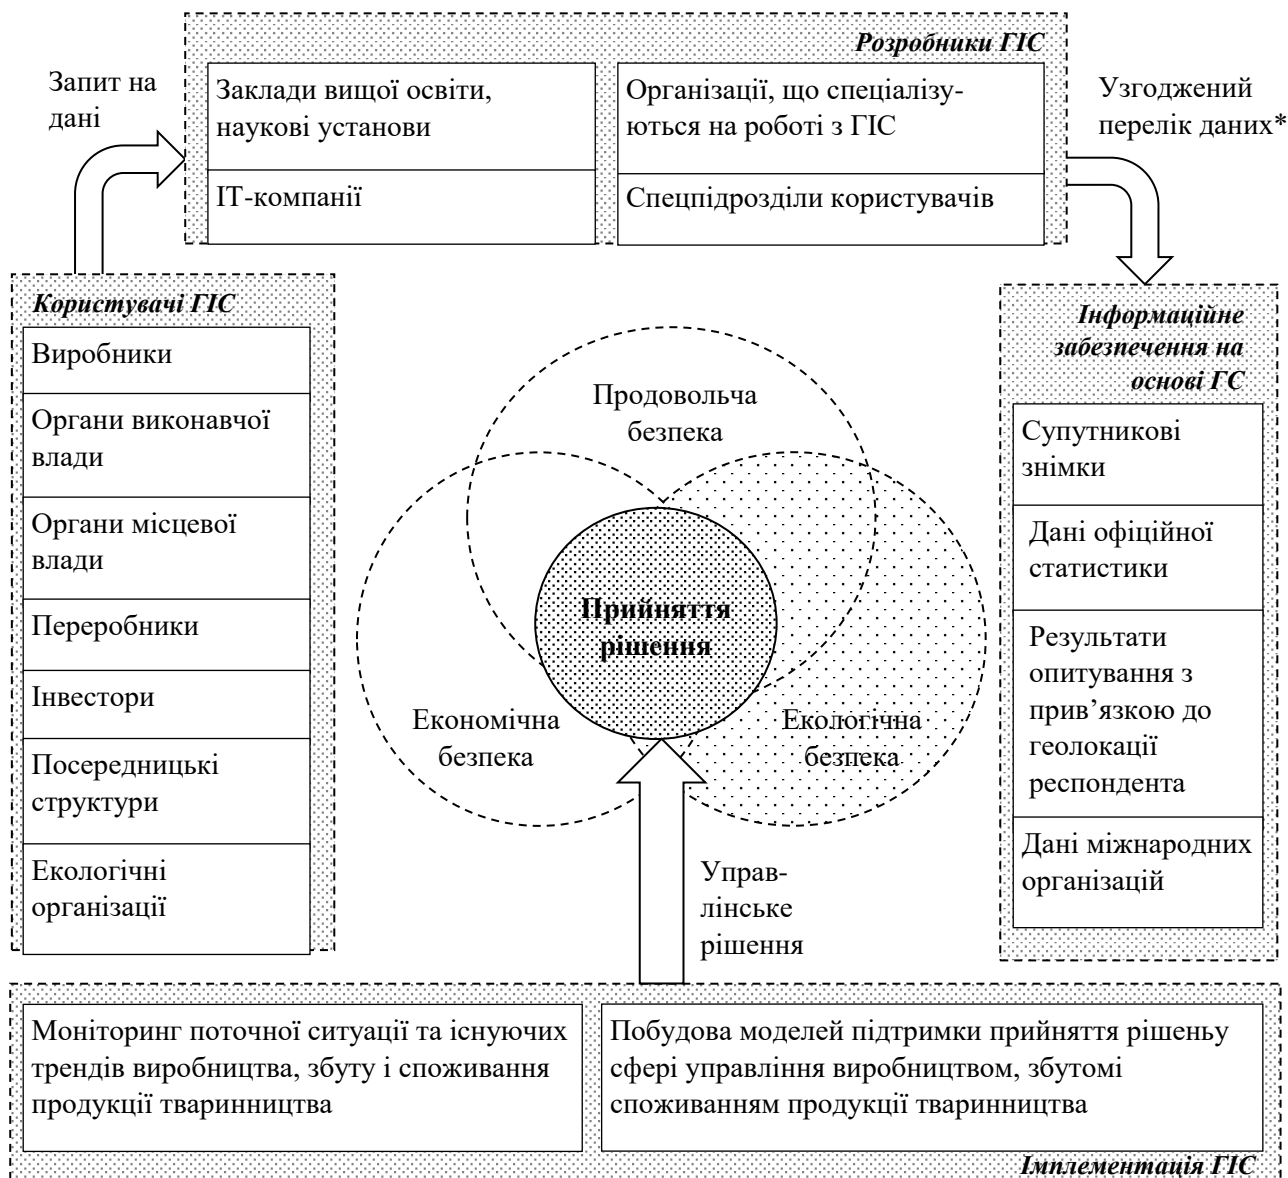 Розробники ГІС
Запит на
дані
Заклади вищої освіти,
наукові установи
Організації, що спеціалізу-
ються на роботі з ГІС
ІТ-компанії
Спецпідрозділи користувачів
Узгоджений
перелік даних*
Користувачі ГІС
Виробники
Органи виконавчої
влади
Органи місцевої
влади
Переробники
Інвестори
Посередницькі
структури
Екологічні
організації
Продовольча
безпека
Прийняття
рішення
Економічна
безпека
Екологічна
безпека
Управ-
лінське
рішення
Інформаційне
забезпечення на
основі ГС
Супутникові
знімки
Дані офіційної
статистики
Результати
опитування з
прив’язкою до
геолокації
респондента
Дані міжнародних
організацій
Моніторинг поточної ситуації та існуючих
трендів виробництва, збуту і споживання
продукції тваринництва
Побудова моделей підтримки прийняття рішеньу
сфері управління виробництвом, збутомі
споживанням продукції тваринництва
Імплементація ГІС